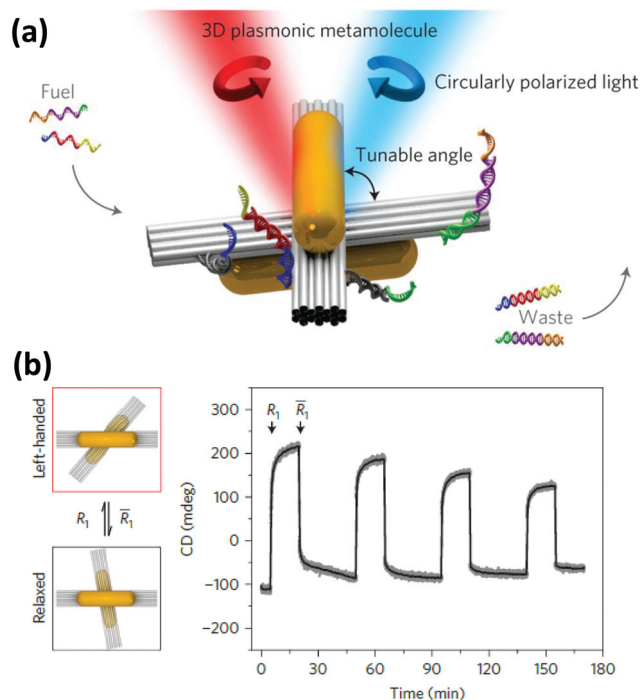 (a)
3D plasmonic metamolecule
Circularly polarized light
Fuel
Tunable angle
Waste
(b)
Left-handed
R1 R̅1
Relaxed
R1 R̅1
CD (mdeg)
300
200
100
0
−100
−200
0 30 60 90 120 150 180
Time (min)